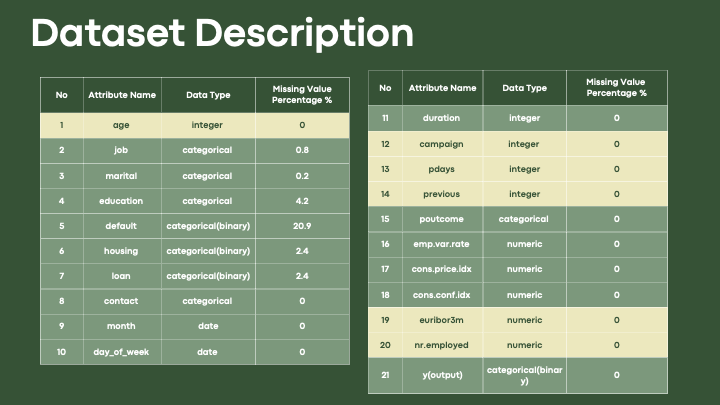 Dataset Description
No Attribute Name Data Type Missing Value Percentage %
1 age integer 0
2 job categorical 0.8
3 marital categorical 0.2
4 education categorical 4.2
5 default categorical(binary) 20.9
6 housing categorical(binary) 2.4
7 loan categorical(binary) 2.4
8 contact categorical 0
9 month date 0
10 day_of_week date 0
No Attribute Name Data Type Missing Value Percentage %
11 duration integer 0
12 campaign integer 0
13 pdays integer 0
14 previous integer 0
15 poutcome categorical 0
16 emp.var.rate numeric 0
17 cons.price.idx numeric 0
18 cons.conf.idx numeric 0
19 euribor3m numeric 0
20 nr.employed numeric 0
21 y(output) categorical(binary) 0